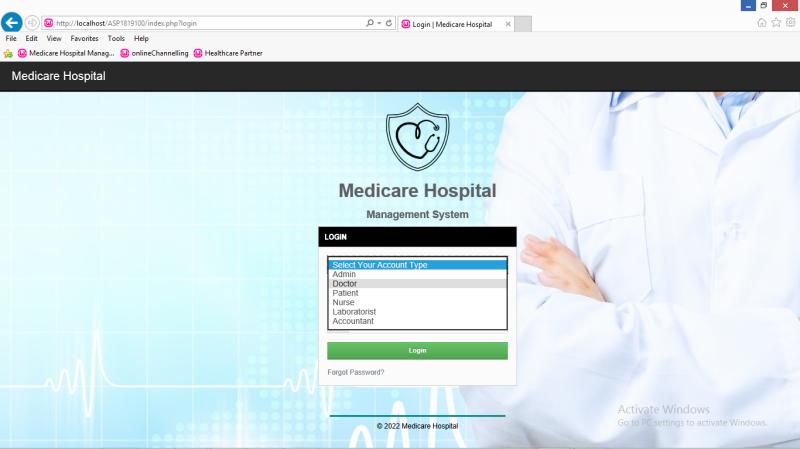 http://localhost/ASP1819100/index.php?login
Login | Medicare Hospital
File Edit View Favorites Tools Help
Medicare Hospital Manag... onlineChannelling Healthcare Partner
Medicare Hospital
Medicare Hospital
Management System
LOGIN
Select Your Account Type
Admin
Doctor
Patient
Nurse
Laboratorist
Accountant
Login
Forgot Password?
Activate Windows
Go to PC settings to activate Windows.
© 2022 Medicare Hospital